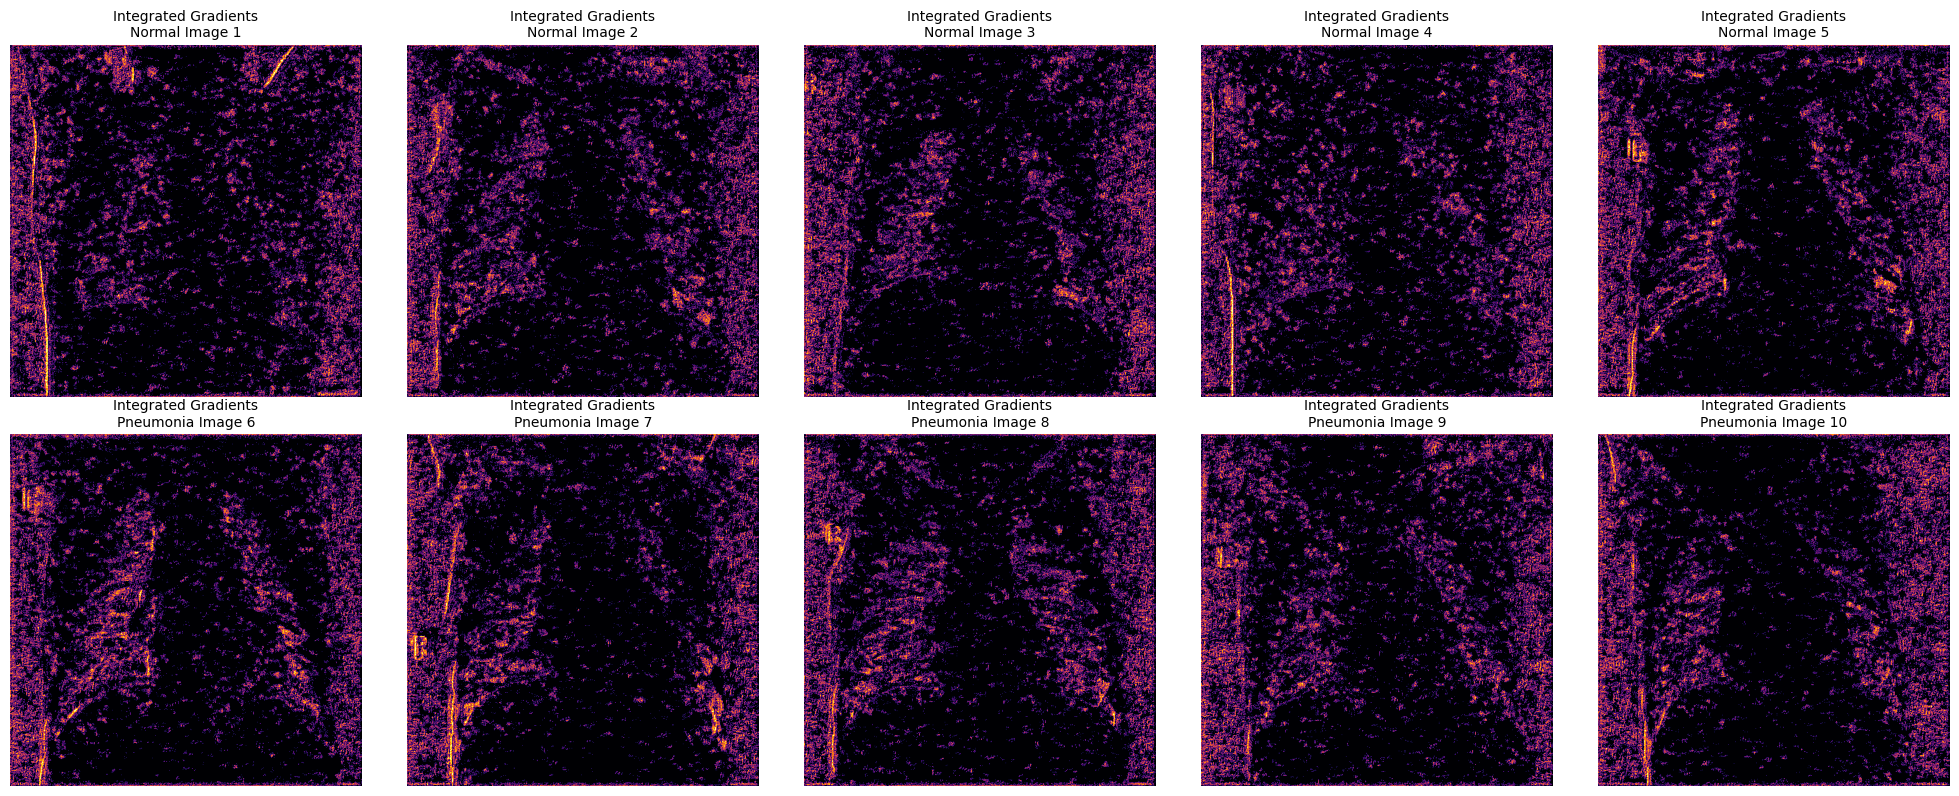 Integrated Gradients
Normal Image 1
Integrated Gradients
Normal Image 2
Integrated Gradients
Normal Image 3
Integrated Gradients
Normal Image 4
Integrated Gradients
Normal Image 5
Integrated Gradients
Pneumonia Image 6
Integrated Gradients
Pneumonia Image 7
Integrated Gradients
Pneumonia Image 8
Integrated Gradients
Pneumonia Image 9
Integrated Gradients
Pneumonia Image 10